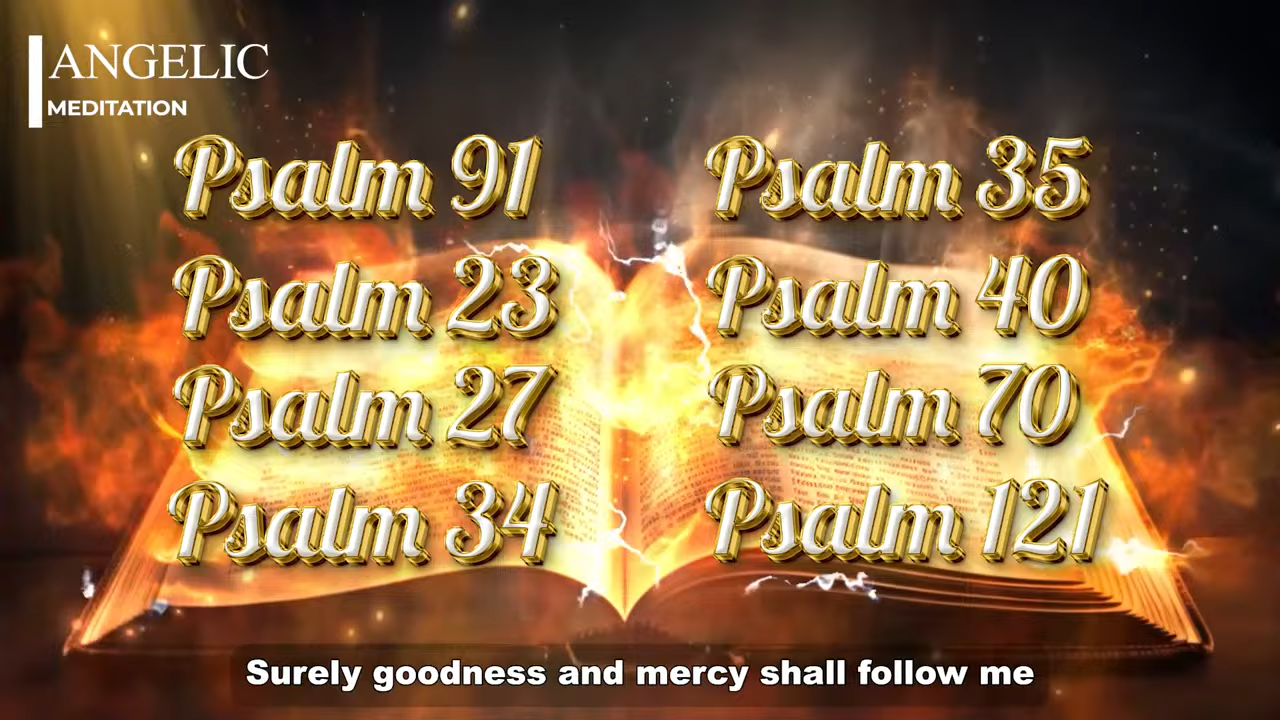 ANGELIC
MEDITATION
Psalm 91
Psalm 23
Psalm 27
Psalm 34
Psalm 35
Psalm 40
Psalm 70
Psalm 121
Surely goodness and mercy shall follow me